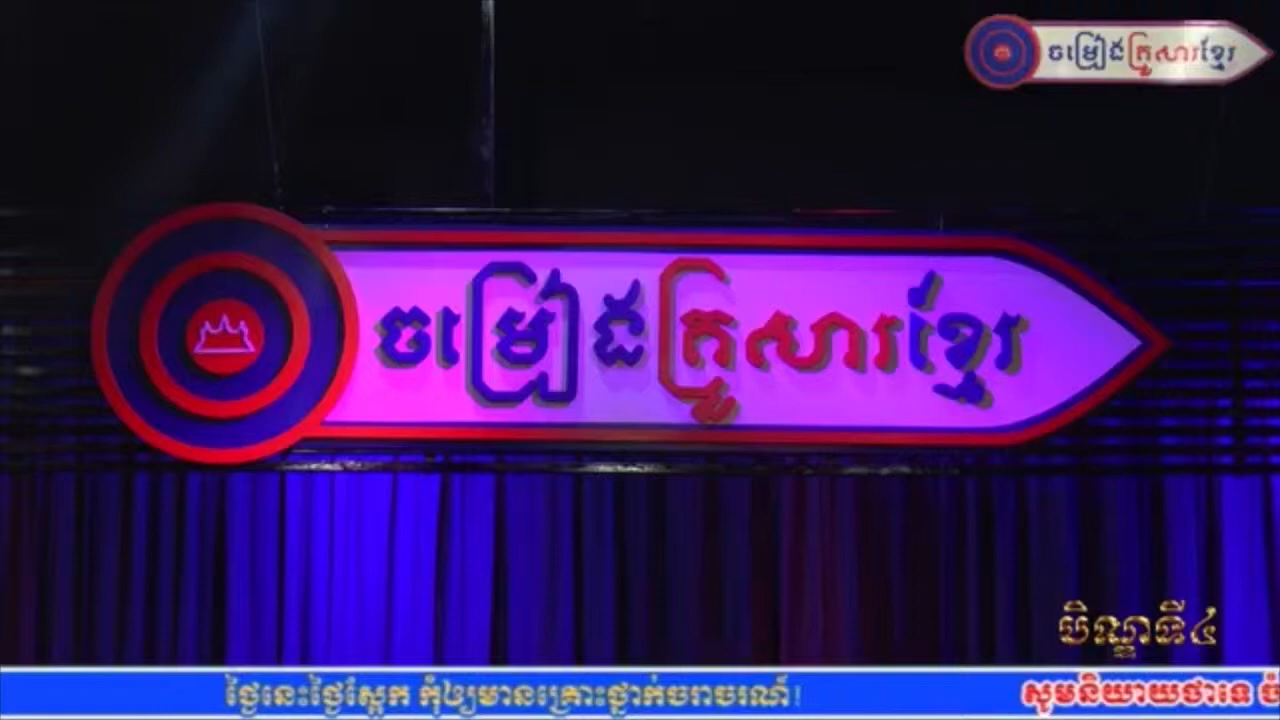 ចម្រៀងគ្រួសារខ្មែរ
ចម្រៀងគ្រួសារខ្មែរ
បិណ្ឌទី៤
ថ្ងៃនេះថ្ងៃស្អែក កុំឲ្យមានគ្រោះថ្នាក់ចរាចរណ៍!
សូមនិយាយថាទេ